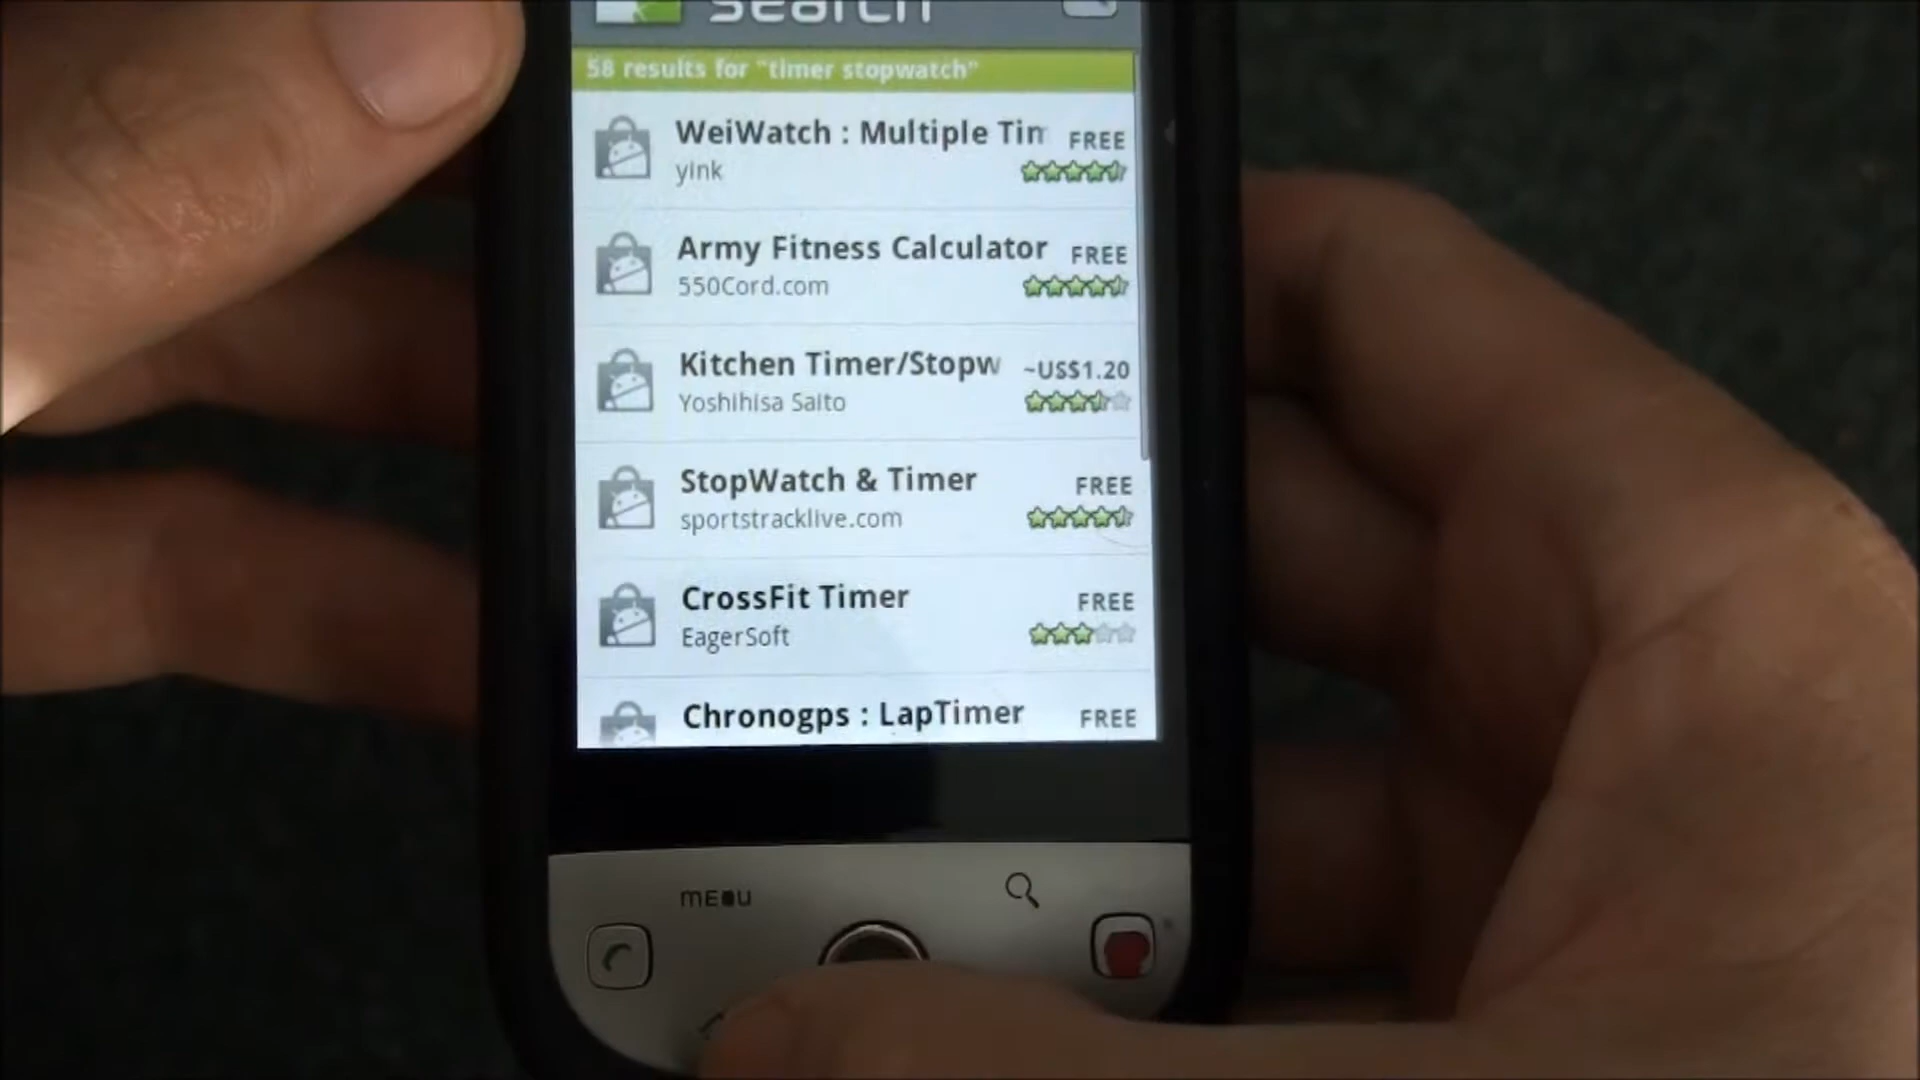 search
58 results for "timer stopwatch"
WeiWatch : Multiple Tim
FREE
yink
Army Fitness Calculator
FREE
550Cord.com
Kitchen Timer/Stopw
~US$1.20
Yoshihisa Saito
StopWatch & Timer
FREE
sportstracklive.com
CrossFit Timer
FREE
EagerSoft
Chronogps : LapTimer
FREE
MENU